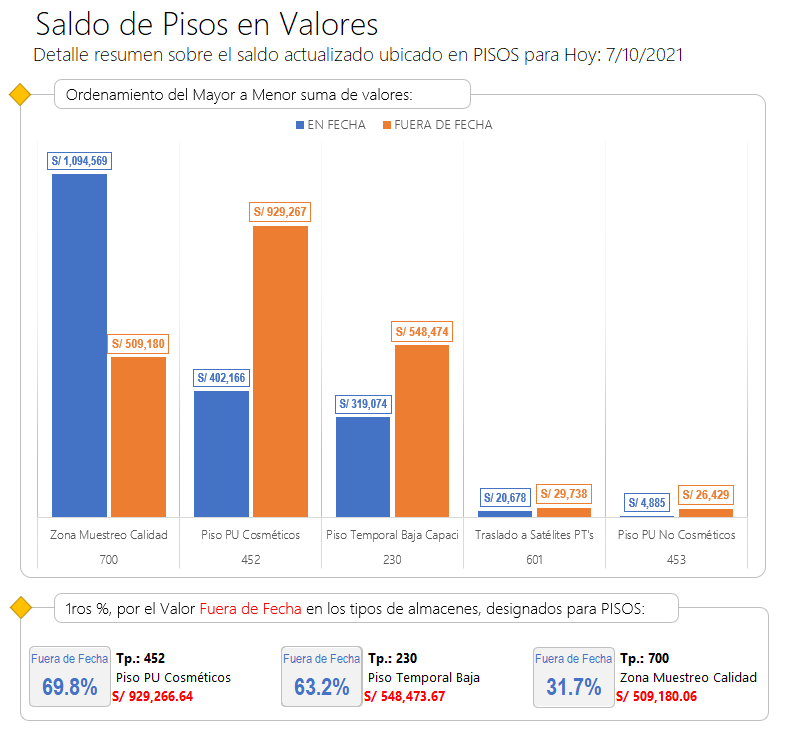 Saldo de Pisos en Valores
Detalle resumen sobre el saldo actualizado ubicado en PISOS para Hoy: 7/10/2021
Ordenamiento del Mayor a Menor suma de valores:
EN FECHA FUERA DE FECHA
S/ 1,094,569
S/ 509,180
S/ 402,166
S/ 929,267
S/ 319,074
S/ 548,474
S/ 20,678
S/ 29,738
S/ 4,885
S/ 26,429
Zona Muestreo Calidad Piso PU Cosméticos Piso Temporal Baja Capaci Traslado a Satélites PT's Piso PU No Cosméticos
700 452 230 601 453
1ros %, por el Valor Fuera de Fecha en los tipos de almacenes, designados para PISOS:
Fuera de Fecha
69.8%
Tp.: 452
Piso PU Cosméticos
S/ 929,266.64
Fuera de Fecha
63.2%
Tp.: 230
Piso Temporal Baja
S/ 548,473.67
Fuera de Fecha
31.7%
Tp.: 700
Zona Muestreo Calidad
S/ 509,180.06